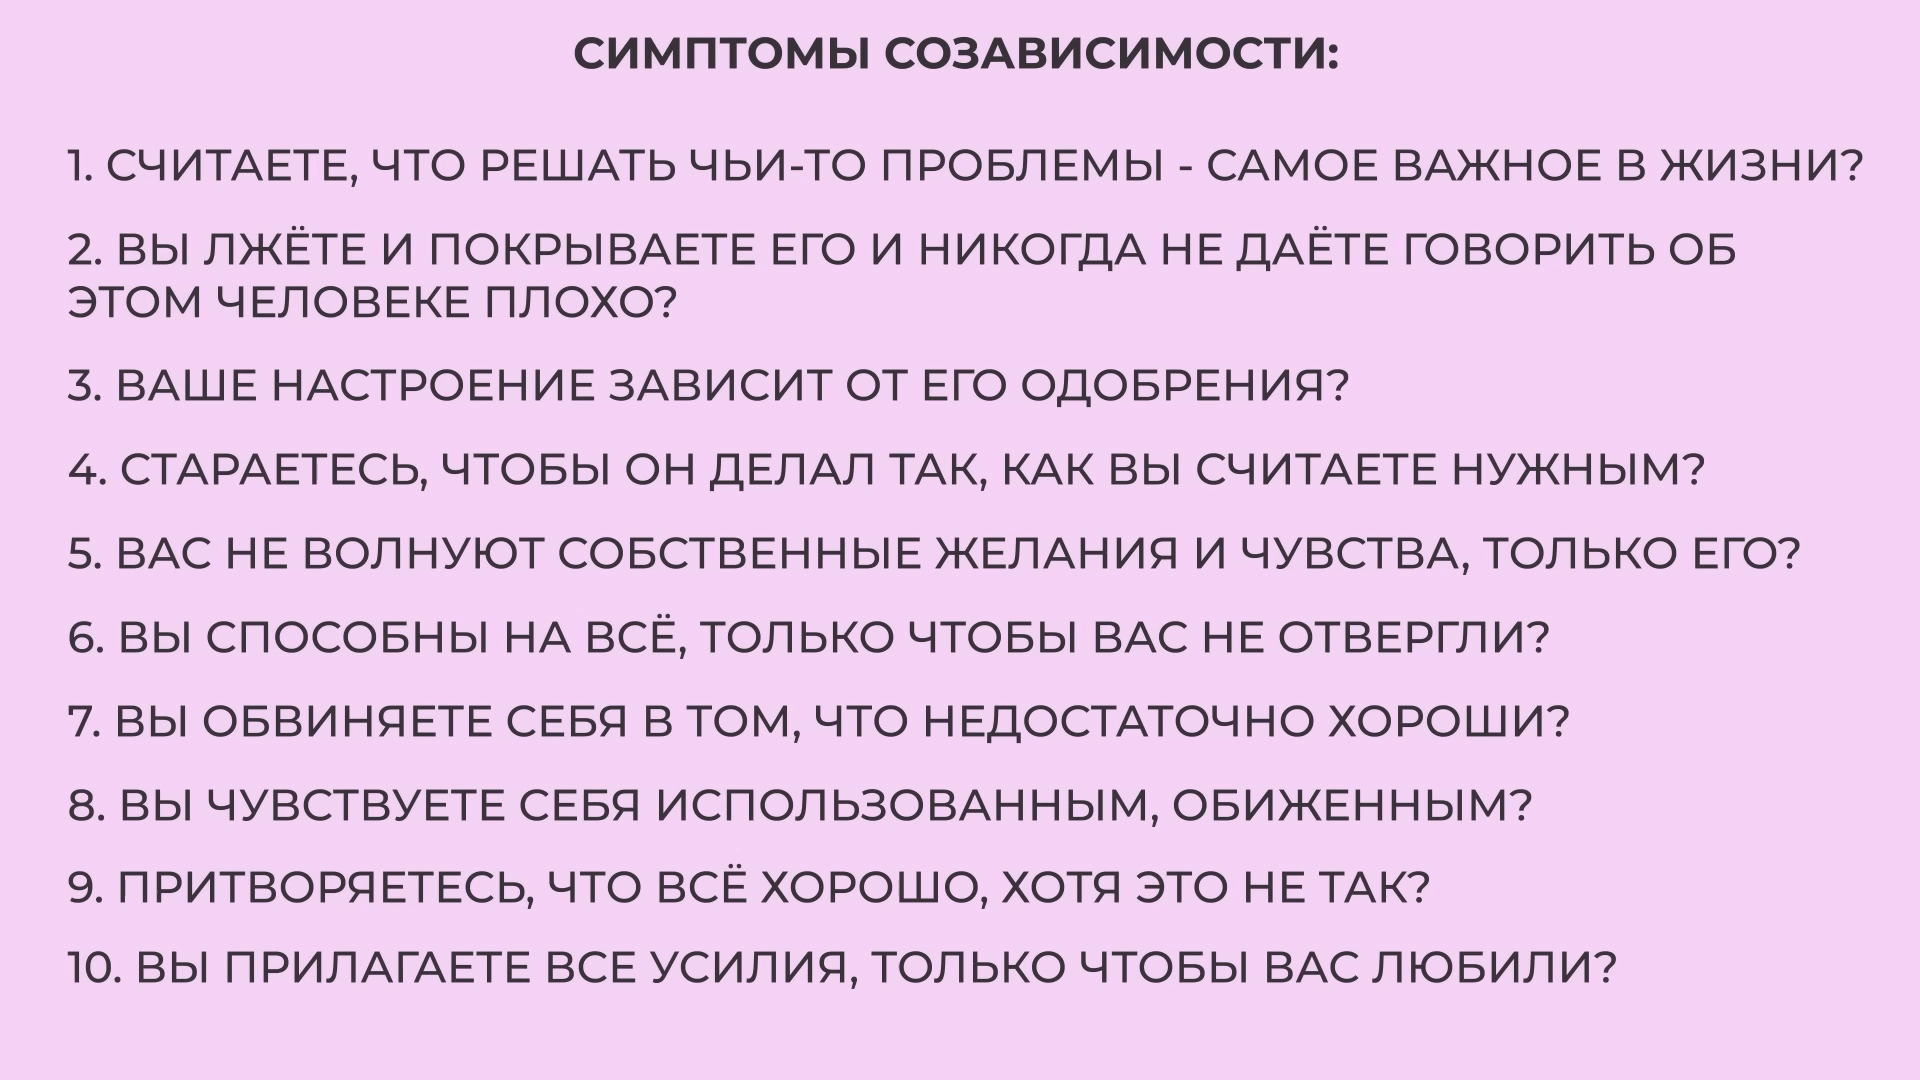 СИМПТОМЫ СОЗАВИСИМОСТИ:
1. СЧИТАЕТЕ, ЧТО РЕШАТЬ ЧЬИ-ТО ПРОБЛЕМЫ - САМОЕ ВАЖНОЕ В ЖИЗНИ?
2. ВЫ ЛЖЁТЕ И ПОКРЫВАЕТЕ ЕГО И НИКОГДА НЕ ДАЁТЕ ГОВОРИТЬ ОБ
ЭТОМ ЧЕЛОВЕКЕ ПЛОХО?
3. ВАШЕ НАСТРОЕНИЕ ЗАВИСИТ ОТ ЕГО ОДОБРЕНИЯ?
4. СТАРАЕТЕСЬ, ЧТОБЫ ОН ДЕЛАЛ ТАК, КАК ВЫ СЧИТАЕТЕ НУЖНЫМ?
5. ВАС НЕ ВОЛНУЮТ СОБСТВЕННЫЕ ЖЕЛАНИЯ И ЧУВСТВА, ТОЛЬКО ЕГО?
6. ВЫ СПОСОБНЫ НА ВСЁ, ТОЛЬКО ЧТОБЫ ВАС НЕ ОТВЕРГЛИ?
7. ВЫ ОБВИНЯЕТЕ СЕБЯ В ТОМ, ЧТО НЕДОСТАТОЧНО ХОРОШИ?
8. ВЫ ЧУВСТВУЕТЕ СЕБЯ ИСПОЛЬЗОВАННЫМ, ОБИЖЕННЫМ?
9. ПРИТВОРЯЕТЕСЬ, ЧТО ВСЁ ХОРОШО, ХОТЯ ЭТО НЕ ТАК?
10. ВЫ ПРИЛАГАЕТЕ ВСЕ УСИЛИЯ, ТОЛЬКО ЧТОБЫ ВАС ЛЮБИЛИ?